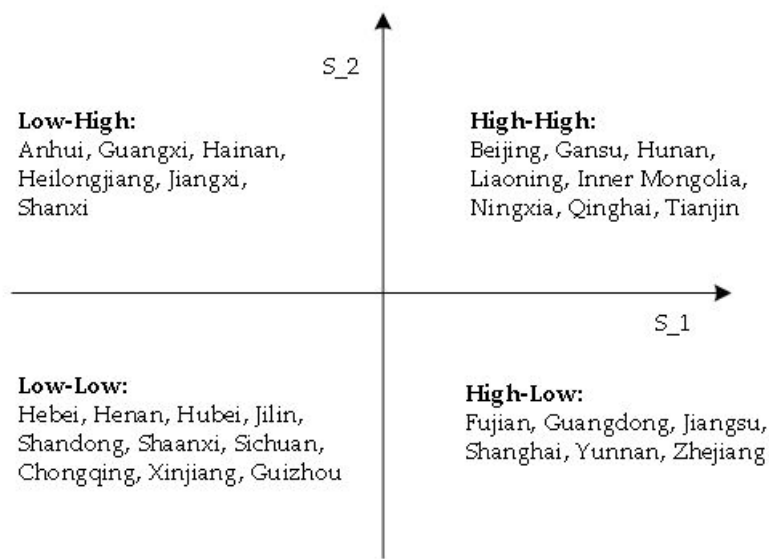 S_2
Low-High:
Anhui, Guangxi, Hainan,
Heilongjiang, Jiangxi,
Shanxi
High-High:
Beijing, Gansu, Hunan,
Liaoning, Inner Mongolia,
Ningxia, Qinghai, Tianjin
S_1
Low-Low:
Hebei, Henan, Hubei, Jilin,
Shandong, Shaanxi, Sichuan,
Chongqing, Xinjiang, Guizhou
High-Low:
Fujian, Guangdong, Jiangsu,
Shanghai, Yunnan, Zhejiang